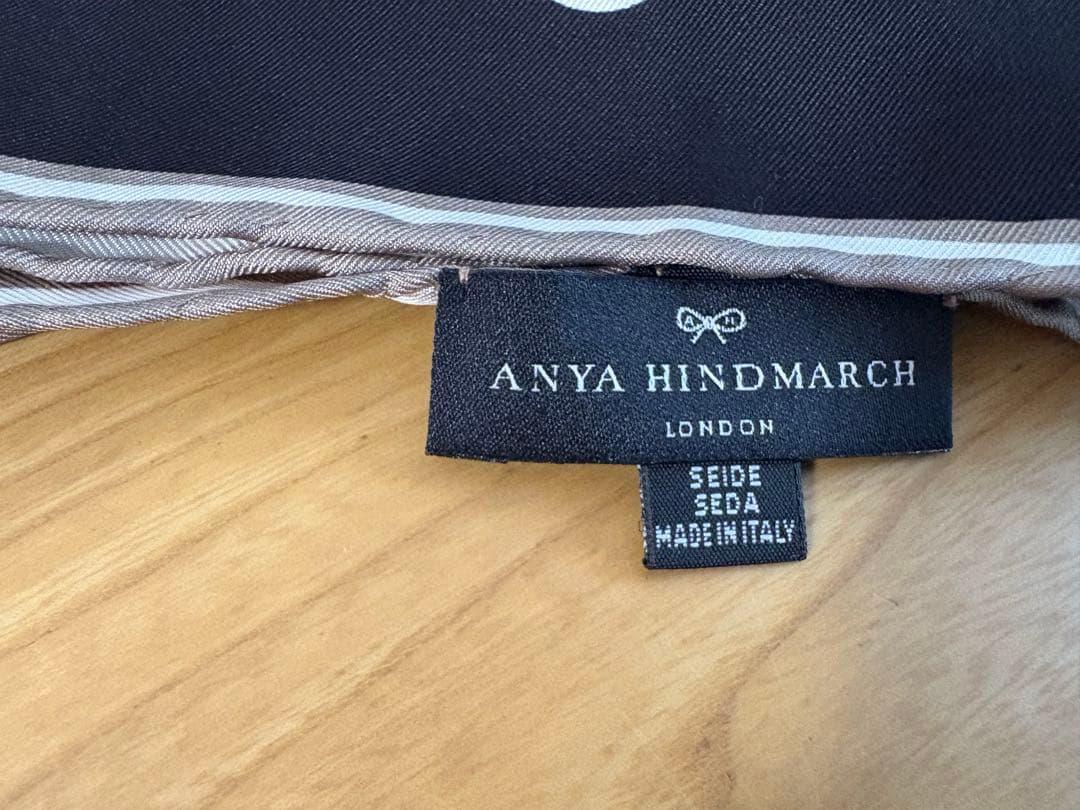 A H
ANYA HINDMARCH
LONDON
SEIDE
SEDA
MADE IN ITALY